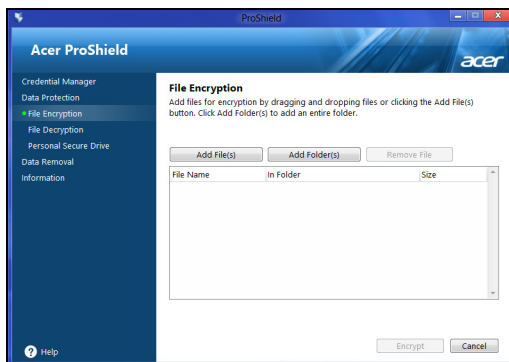 ProShield
Acer ProShield
acer
Credential Manager
Data Protection
File Encryption
File Decryption
Personal Secure Drive
Data Removal
Information
Help
File Encryption
Add files for encryption by dragging and dropping files or clicking the Add File(s)
button. Click Add Folder(s) to add an entire folder.
Add File(s) Add Folder(s) Remove File
File Name In Folder Size
Encrypt Cancel